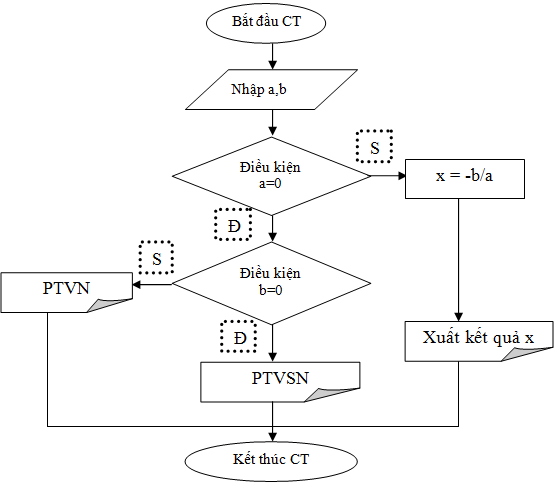 Bắt đầu CT
Nhập a,b
S
Điều kiện
a=0
x = -b/a
Đ
S
Điều kiện
b=0
PTVN
Đ
Xuất kết quả x
PTVSN
Kết thúc CT